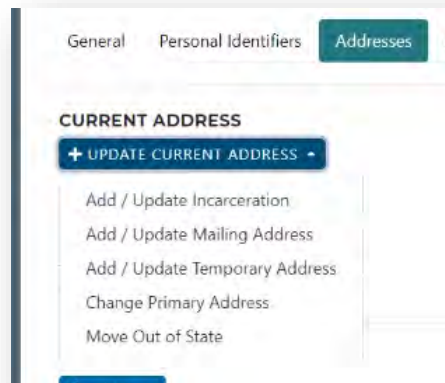 General Personal Identifiers Addresses
CURRENT ADDRESS
+ UPDATE CURRENT ADDRESS
Add / Update Incarceration
Add / Update Mailing Address
Add / Update Temporary Address
Change Primary Address
Move Out of State